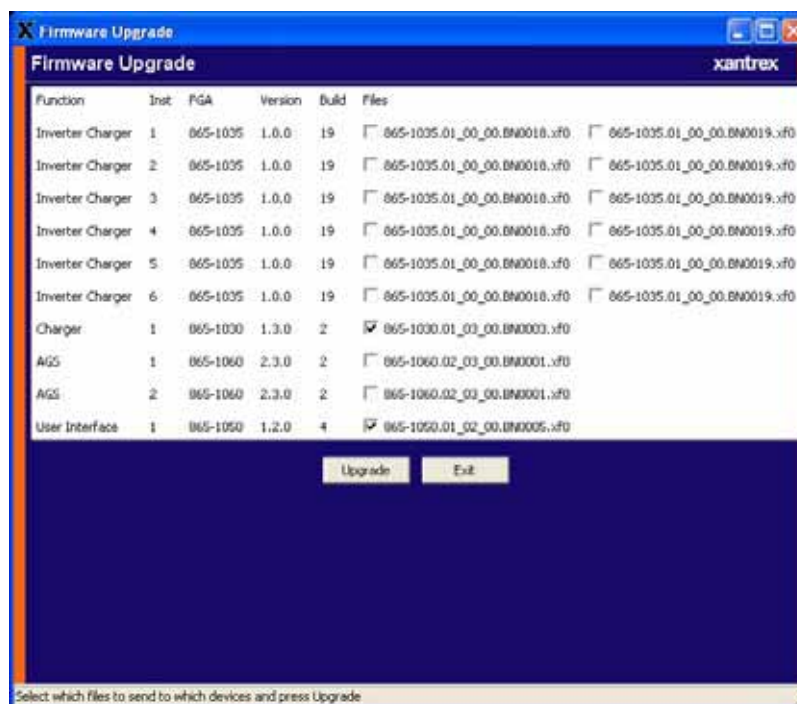 Firmware Upgrade
Firmware Upgrade xantrex
Function Inst FGA Version Build Files
Inverter Charger 1 865-1035 1.0.0 19 865-1035.01_00_00.BN0018.xf0 865-1035.01_00_00.BN0019.xf0
Inverter Charger 2 865-1035 1.0.0 19 865-1035.01_00_00.BN0018.xf0 865-1035.01_00_00.BN0019.xf0
Inverter Charger 3 865-1035 1.0.0 19 865-1035.01_00_00.BN0018.xf0 865-1035.01_00_00.BN0019.xf0
Inverter Charger 4 865-1035 1.0.0 19 865-1035.01_00_00.BN0018.xf0 865-1035.01_00_00.BN0019.xf0
Inverter Charger 5 865-1035 1.0.0 19 865-1035.01_00_00.BN0018.xf0 865-1035.01_00_00.BN0019.xf0
Inverter Charger 6 865-1035 1.0.0 19 865-1035.01_00_00.BN0018.xf0 865-1035.01_00_00.BN0019.xf0
Charger 1 865-1030 1.3.0 2 865-1030.01_03_00.BN0003.xf0
AGS 1 865-1060 2.3.0 2 865-1060.02_03_00.BN0001.xf0
AGS 2 865-1060 2.3.0 2 865-1060.02_03_00.BN0001.xf0
User Interface 1 865-1050 1.2.0 4 865-1050.01_02_00.BN0005.xf0
Upgrade Exit
Select which files to send to which devices and press Upgrade